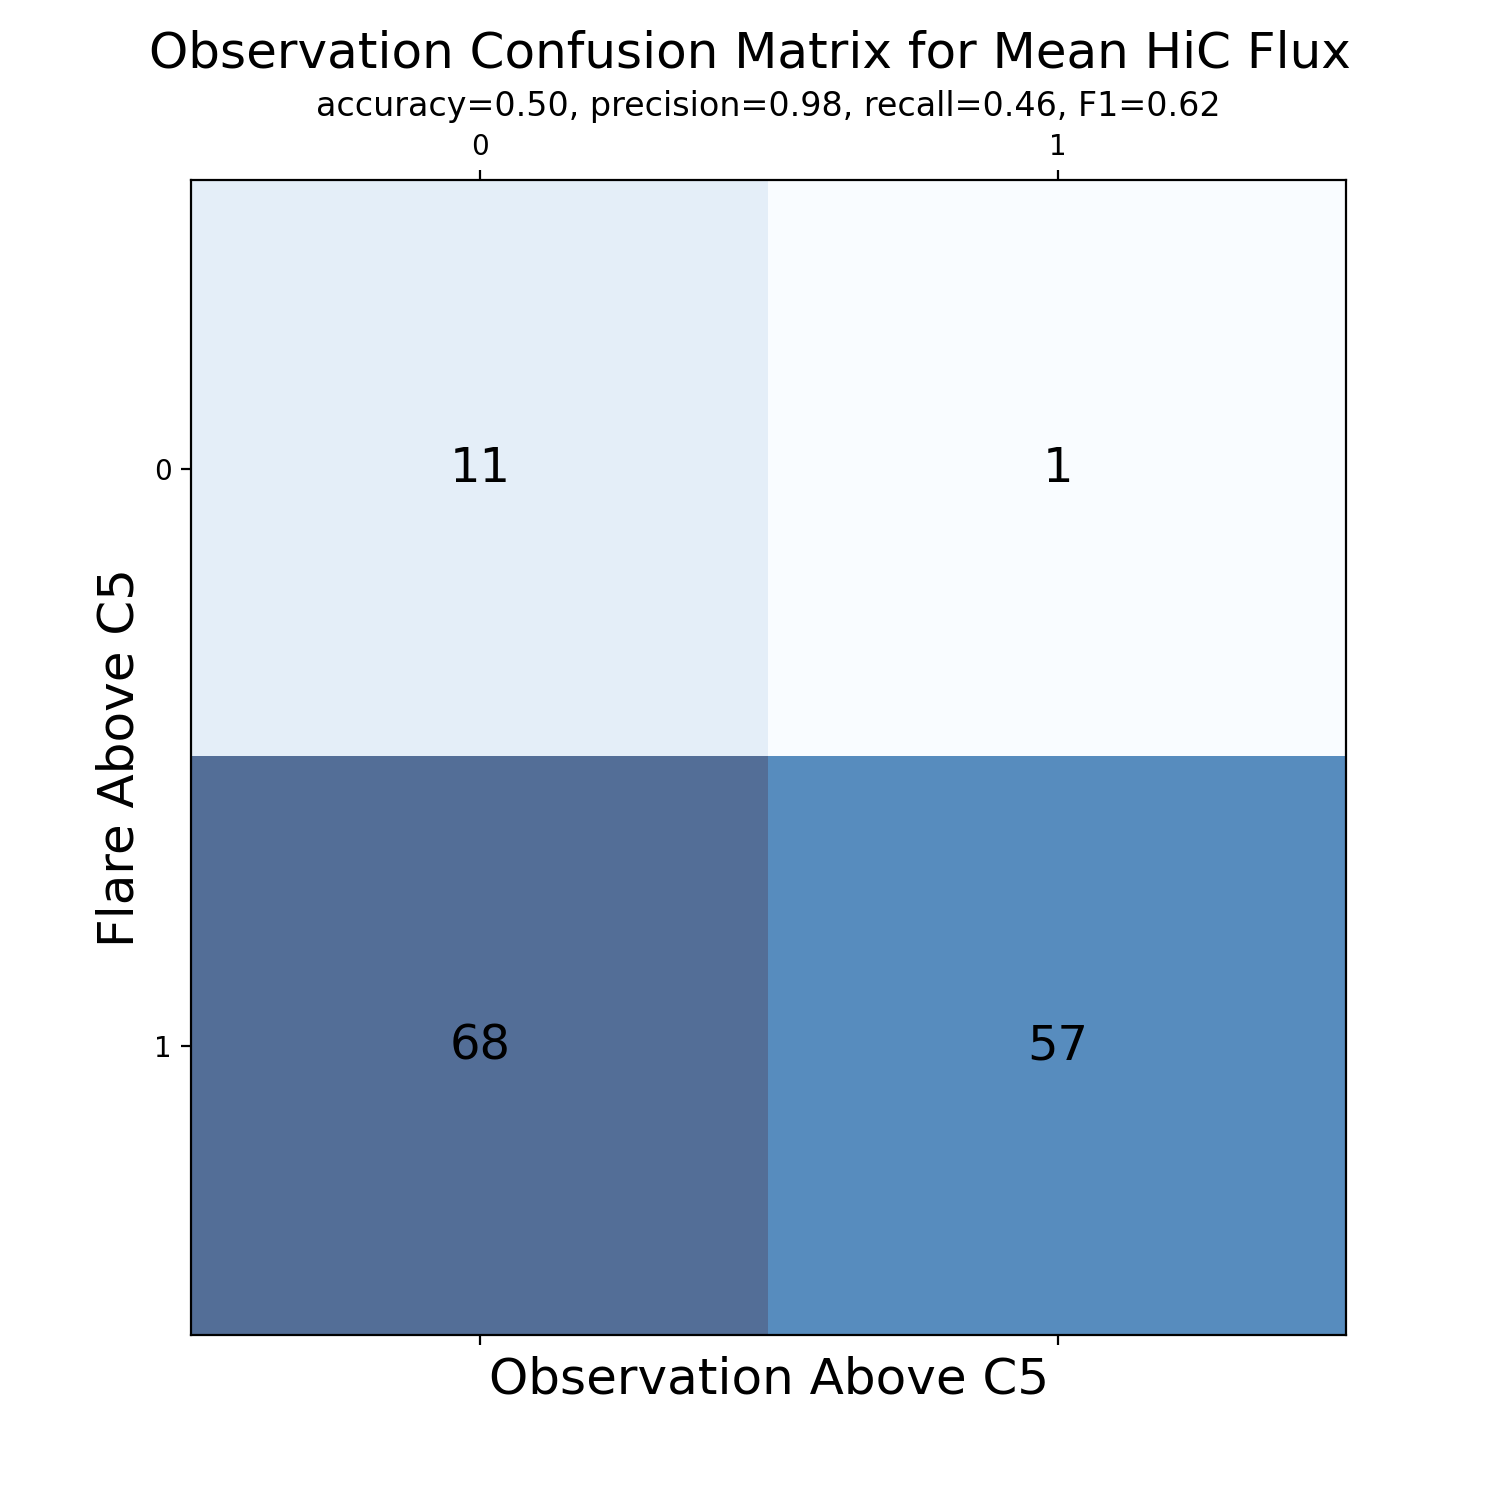 Observation Confusion Matrix for Mean HiC Flux
accuracy=0.50, precision=0.98, recall=0.46, F1=0.62
0 1
0
11 1
Flare Above C5
1
68 57
Observation Above C5